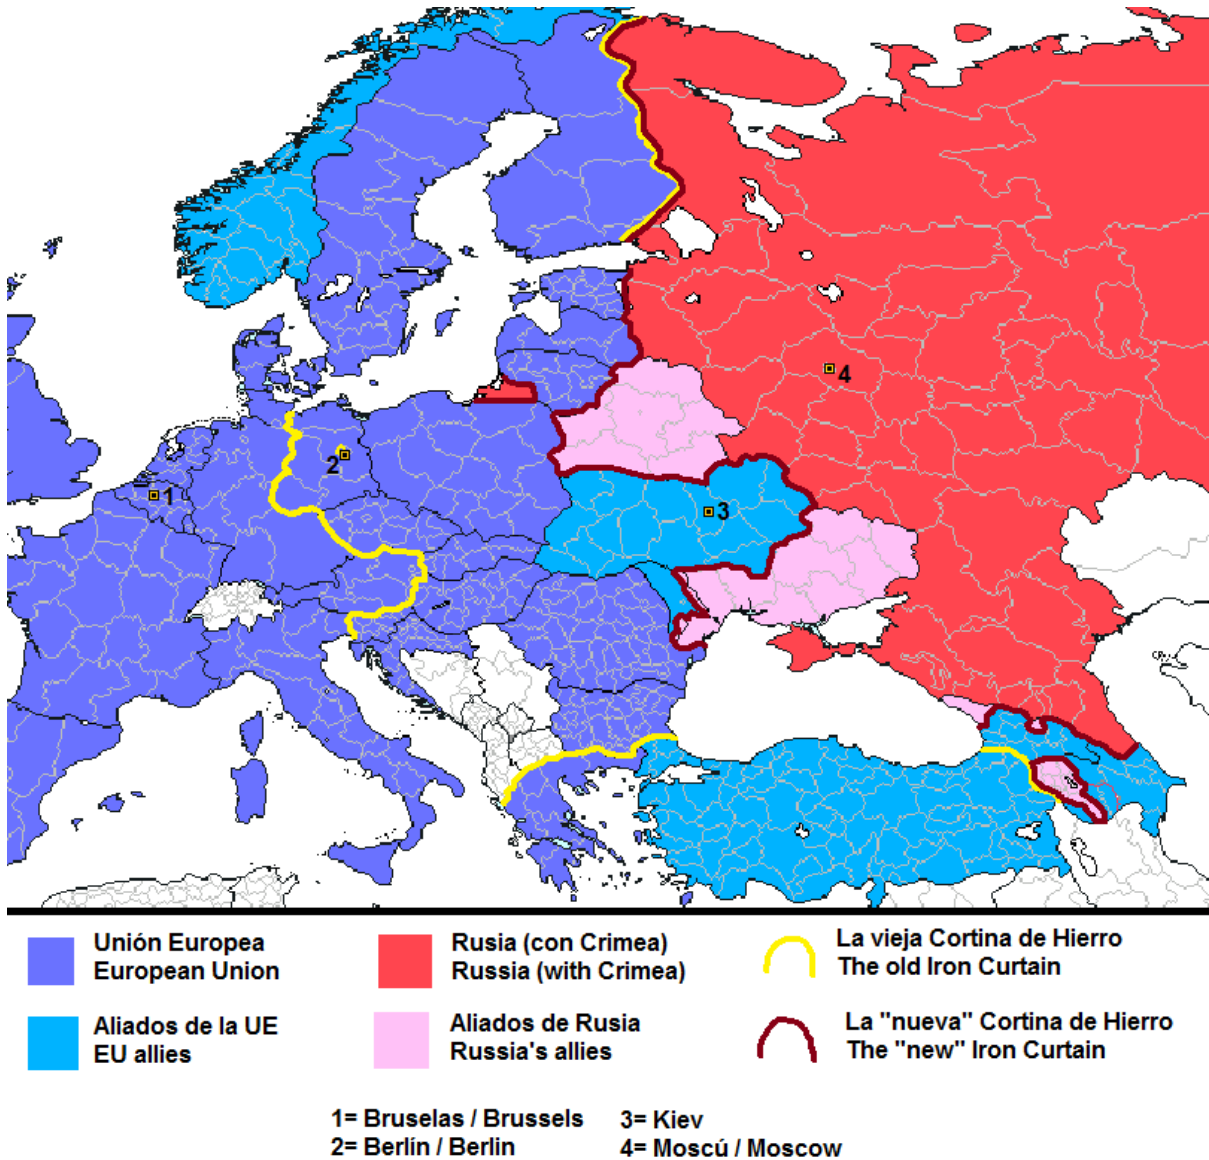 4
2
1
3
Unión Europea
European Union
Rusia (con Crimea)
Russia (with Crimea)
La vieja Cortina de Hierro
The old Iron Curtain
Aliados de la UE
EU allies
Aliados de Rusia
Russia's allies
La "nueva" Cortina de Hierro
The "new" Iron Curtain
1= Bruselas / Brussels
2= Berlín / Berlin
3= Kiev
4= Moscú / Moscow